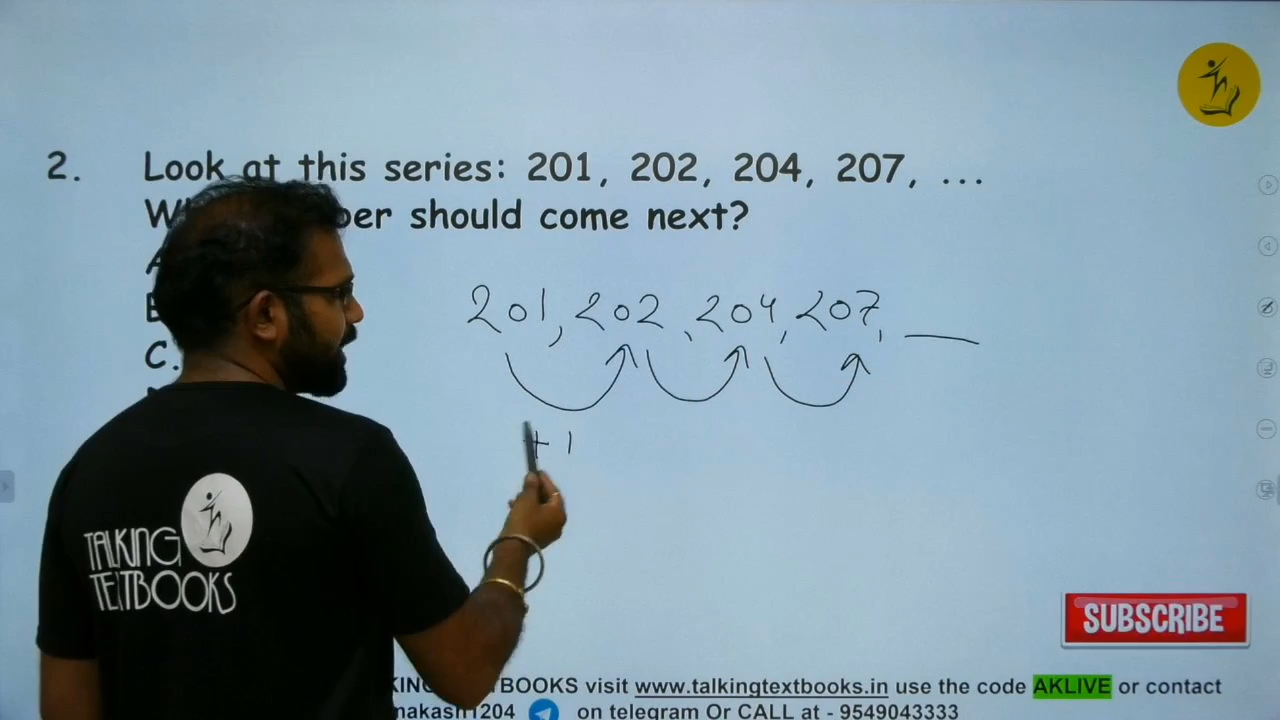 2. Look at this series: 201, 202, 204, 207, ...
should come next?
C.
201, 202, 204, 207, ___
+ 1
TALKING
TEXTBOOKS
SUBSCRIBE
BOOKS visit www.talkingtextbooks.in use the code AKLIVE or contact
on telegram Or CALL at - 9549043333